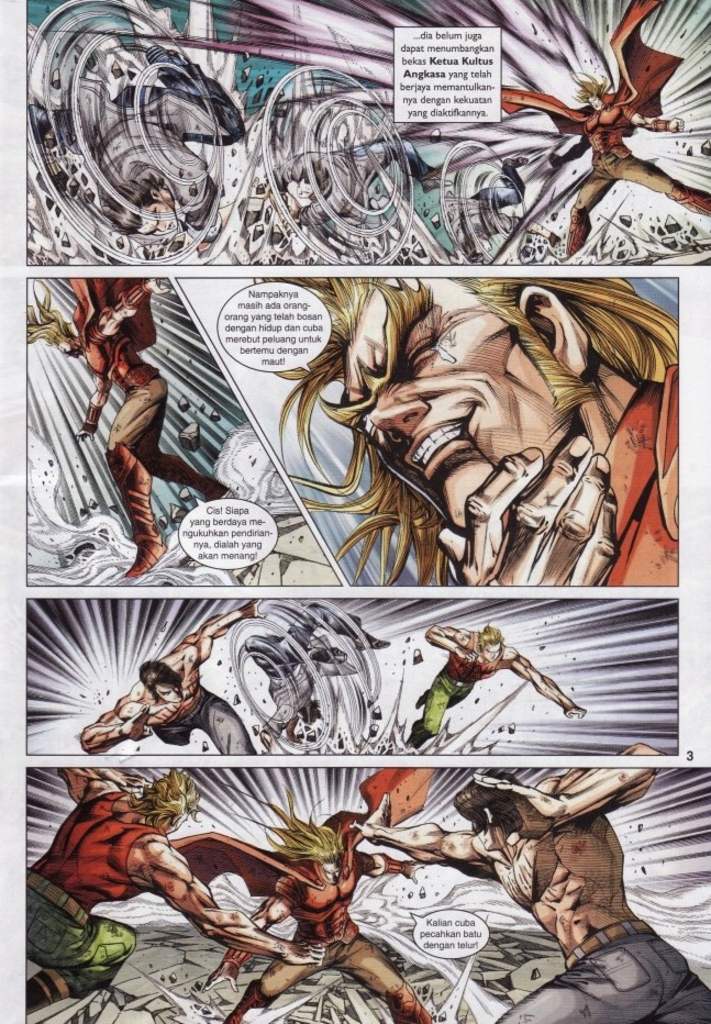 ...dia belum juga
dapat menumbangkan
bekas Ketua Kultus
Angkasa yang telah
berjaya memantulkan-
nya dengan kekuatan
yang diaktifkannya.
Nampaknya
masih ada orang-
orang yang telah bosan
dengan hidup dan cuba
merebut peluang untuk
bertemu dengan
maut!
Cis! Siapa
yang berdaya me-
ngukuhkan pendirian-
nya, dialah yang
akan menang!
3
Kalian cuba
pecahkan batu
dengan telur!